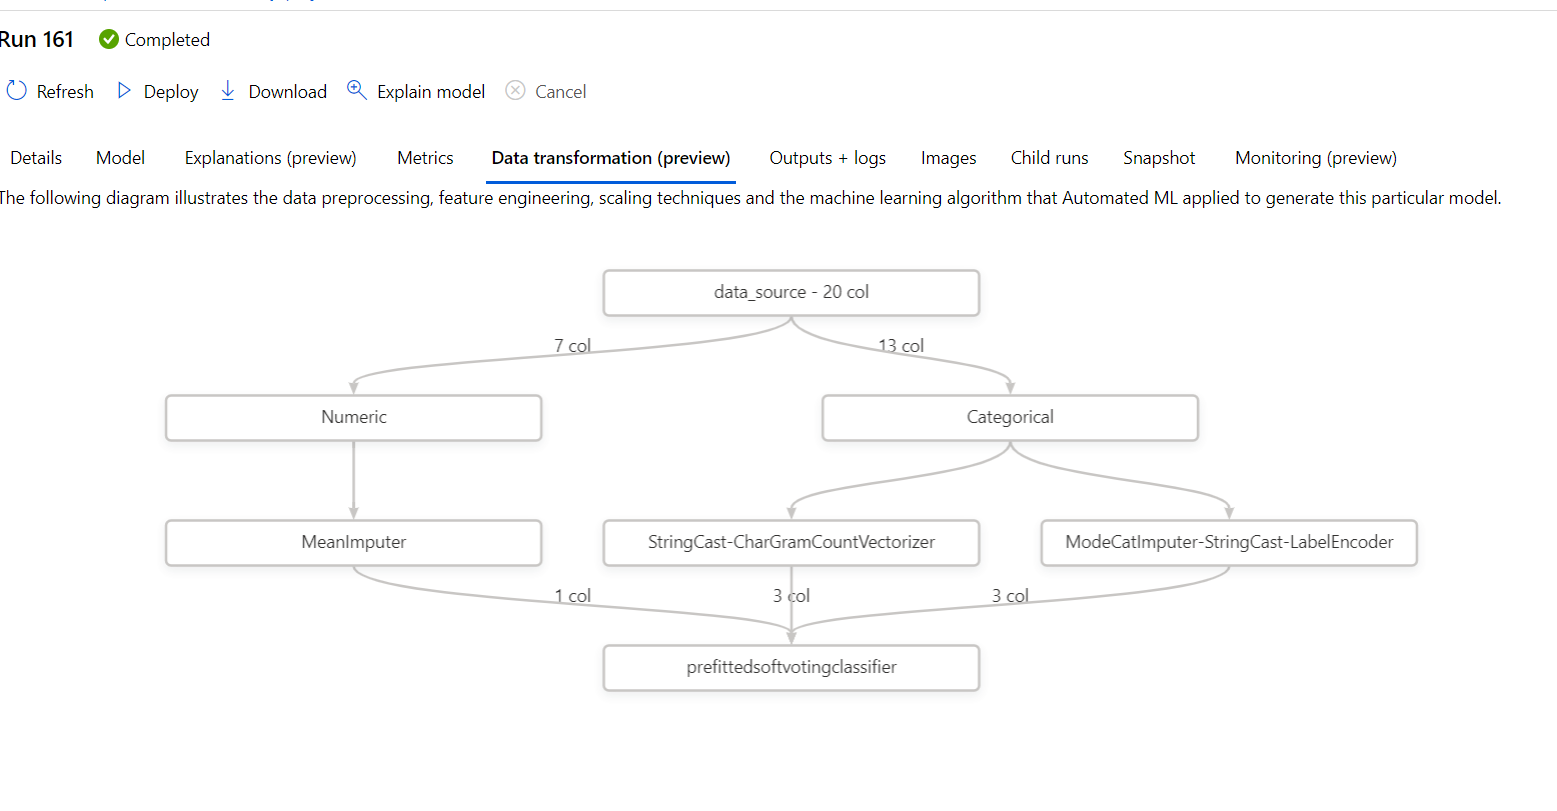 Run 161 Completed
Refresh Deploy Download Explain model Cancel
Details Model Explanations (preview) Metrics Data transformation (preview) Outputs + logs Images Child runs Snapshot Monitoring (preview)
The following diagram illustrates the data preprocessing, feature engineering, scaling techniques and the machine learning algorithm that Automated ML applied to generate this particular model.
data_source - 20 col
7 col 13 col
Numeric Categorical
MeanImputer StringCast-CharGramCountVectorizer ModeCatImputer-StringCast-LabelEncoder
1 col 3 col 3 col
prefittedsoftvotingclassifier